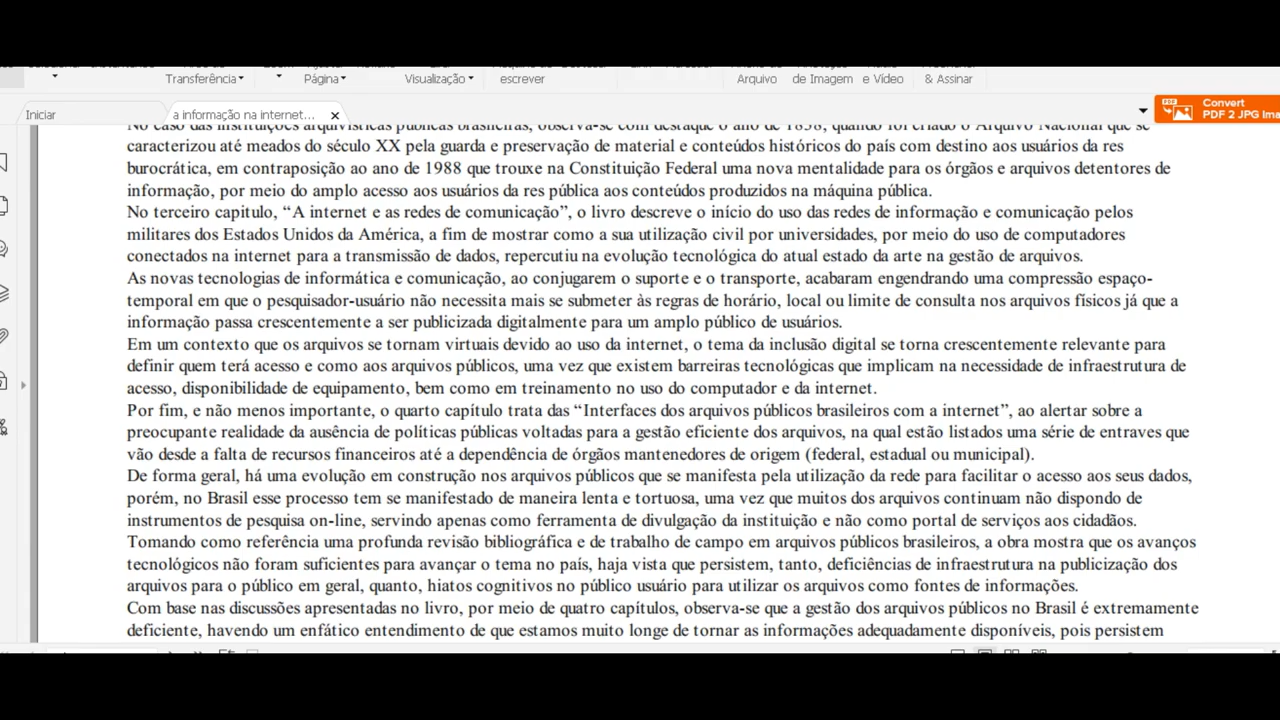 Transferência
Página
Visualização
escrever
Arquivo
de Imagem
e Vídeo
& Assinar
Iniciar
a informação na internet...
Convert
PDF 2 JPG Ima
No caso das instituições arquivísticas públicas brasileiras, observa-se com destaque o ano de 1838, quando foi criado o Arquivo Nacional que se
caracterizou até meados do século XX pela guarda e preservação de material e conteúdos históricos do país com destino aos usuários da res
burocrática, em contraposição ao ano de 1988 que trouxe na Constituição Federal uma nova mentalidade para os órgãos e arquivos detentores de
informação, por meio do amplo acesso aos usuários da res pública aos conteúdos produzidos na máquina pública.
No terceiro capitulo, “A internet e as redes de comunicação”, o livro descreve o início do uso das redes de informação e comunicação pelos
militares dos Estados Unidos da América, a fim de mostrar como a sua utilização civil por universidades, por meio do uso de computadores
conectados na internet para a transmissão de dados, repercutiu na evolução tecnológica do atual estado da arte na gestão de arquivos.
As novas tecnologias de informática e comunicação, ao conjugarem o suporte e o transporte, acabaram engendrando uma compressão espaço-
temporal em que o pesquisador-usuário não necessita mais se submeter às regras de horário, local ou limite de consulta nos arquivos físicos já que a
informação passa crescentemente a ser publicizada digitalmente para um amplo público de usuários.
Em um contexto que os arquivos se tornam virtuais devido ao uso da internet, o tema da inclusão digital se torna crescentemente relevante para
definir quem terá acesso e como aos arquivos públicos, uma vez que existem barreiras tecnológicas que implicam na necessidade de infraestrutura de
acesso, disponibilidade de equipamento, bem como em treinamento no uso do computador e da internet.
Por fim, e não menos importante, o quarto capítulo trata das “Interfaces dos arquivos públicos brasileiros com a internet”, ao alertar sobre a
preocupante realidade da ausência de políticas públicas voltadas para a gestão eficiente dos arquivos, na qual estão listados uma série de entraves que
vão desde a falta de recursos financeiros até a dependência de órgãos mantenedores de origem (federal, estadual ou municipal).
De forma geral, há uma evolução em construção nos arquivos públicos que se manifesta pela utilização da rede para facilitar o acesso aos seus dados,
porém, no Brasil esse processo tem se manifestado de maneira lenta e tortuosa, uma vez que muitos dos arquivos continuam não dispondo de
instrumentos de pesquisa on-line, servindo apenas como ferramenta de divulgação da instituição e não como portal de serviços aos cidadãos.
Tomando como referência uma profunda revisão bibliográfica e de trabalho de campo em arquivos públicos brasileiros, a obra mostra que os avanços
tecnológicos não foram suficientes para avançar o tema no país, haja vista que persistem, tanto, deficiências de infraestrutura na publicização dos
arquivos para o público em geral, quanto, hiatos cognitivos no público usuário para utilizar os arquivos como fontes de informações.
Com base nas discussões apresentadas no livro, por meio de quatro capítulos, observa-se que a gestão dos arquivos públicos no Brasil é extremamente
deficiente, havendo um enfático entendimento de que estamos muito longe de tornar as informações adequadamente disponíveis, pois persistem